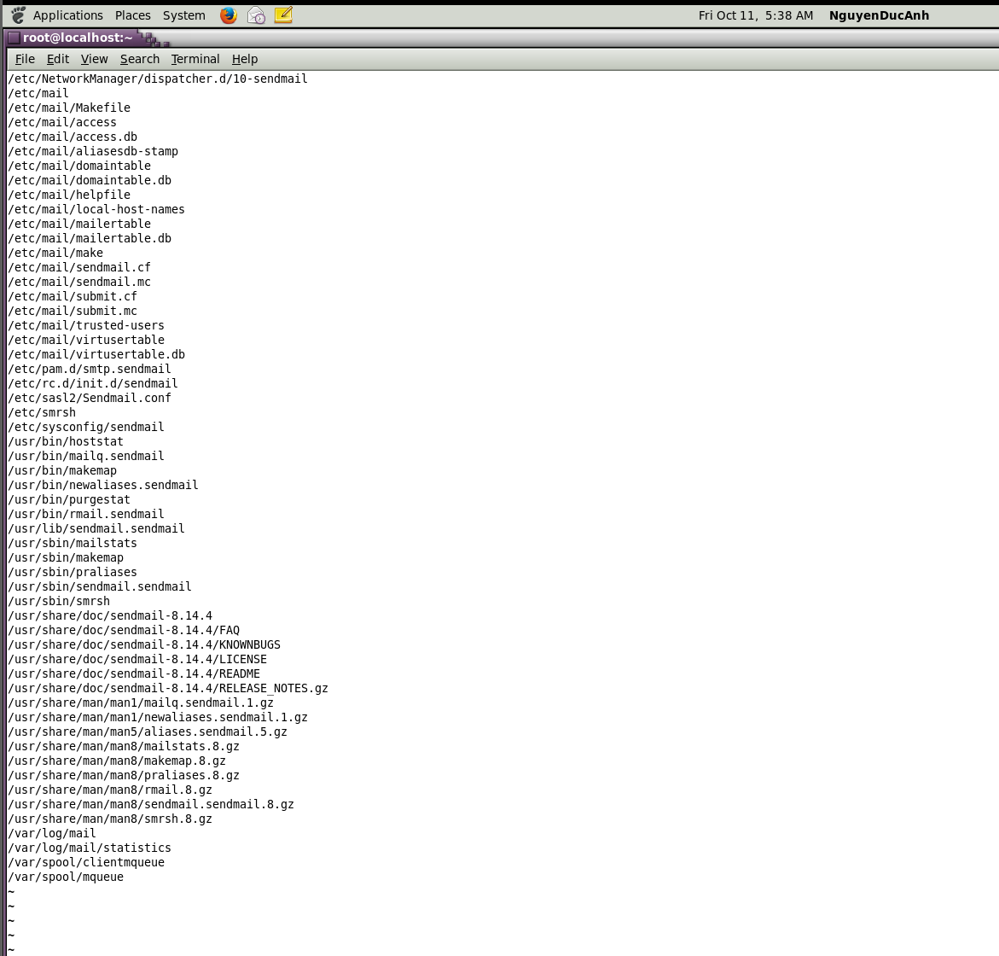 Applications Places System Fri Oct 11, 5:38 AM NguyenDucAnh
root@localhost:~
File Edit View Search Terminal Help
/etc/NetworkManager/dispatcher.d/10-sendmail
/etc/mail
/etc/mail/Makefile
/etc/mail/access
/etc/mail/access.db
/etc/mail/aliasesdb-stamp
/etc/mail/domaintable
/etc/mail/domaintable.db
/etc/mail/helpfile
/etc/mail/local-host-names
/etc/mail/mailertable
/etc/mail/mailertable.db
/etc/mail/make
/etc/mail/sendmail.cf
/etc/mail/sendmail.mc
/etc/mail/submit.cf
/etc/mail/submit.mc
/etc/mail/trusted-users
/etc/mail/virtusertable
/etc/mail/virtusertable.db
/etc/pam.d/smtp.sendmail
/etc/rc.d/init.d/sendmail
/etc/sasl2/Sendmail.conf
/etc/smrsh
/etc/sysconfig/sendmail
/usr/bin/hoststat
/usr/bin/mailq.sendmail
/usr/bin/makemap
/usr/bin/newaliases.sendmail
/usr/bin/purgestat
/usr/bin/rmail.sendmail
/usr/lib/sendmail.sendmail
/usr/sbin/mailstats
/usr/sbin/makemap
/usr/sbin/praliases
/usr/sbin/sendmail.sendmail
/usr/sbin/smrsh
/usr/share/doc/sendmail-8.14.4
/usr/share/doc/sendmail-8.14.4/FAQ
/usr/share/doc/sendmail-8.14.4/KNOWNBUGS
/usr/share/doc/sendmail-8.14.4/LICENSE
/usr/share/doc/sendmail-8.14.4/README
/usr/share/doc/sendmail-8.14.4/RELEASE_NOTES.gz
/usr/share/man/man1/mailq.sendmail.1.gz
/usr/share/man/man1/newaliases.sendmail.1.gz
/usr/share/man/man5/aliases.sendmail.5.gz
/usr/share/man/man8/mailstats.8.gz
/usr/share/man/man8/makemap.8.gz
/usr/share/man/man8/praliases.8.gz
/usr/share/man/man8/rmail.8.gz
/usr/share/man/man8/sendmail.sendmail.8.gz
/usr/share/man/man8/smrsh.8.gz
/var/log/mail
/var/log/mail/statistics
/var/spool/clientmqueue
/var/spool/mqueue
~
~
~
~
~